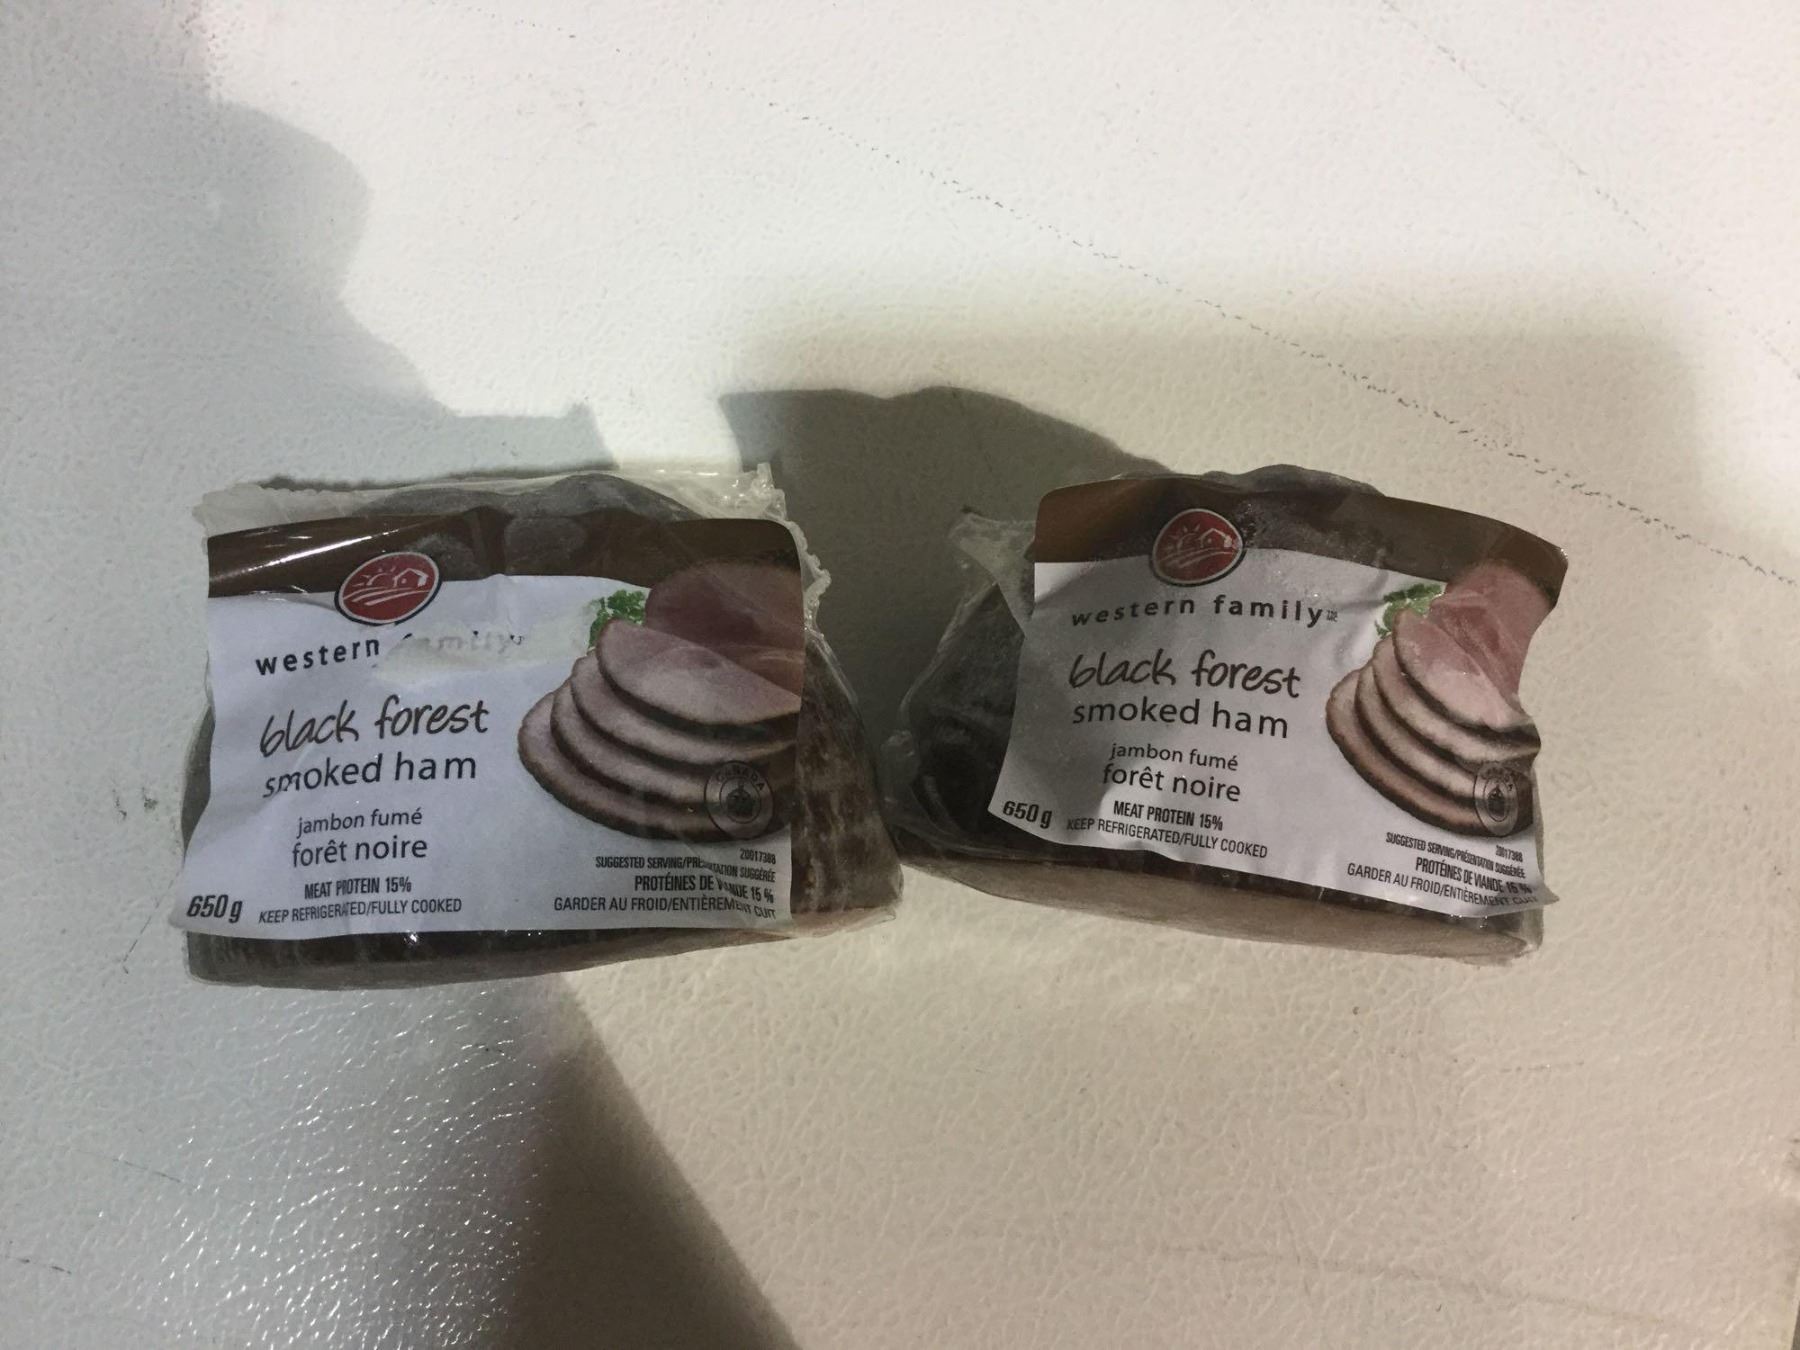 western family
black forest
smoked ham
jambon fumé
forêt noire
MEAT PROTEIN 15%
650 g KEEP REFRIGERATED/FULLY COOKED
CANADA
20017388
SUGGESTED SERVING/PRÉSENTATION SUGGÉRÉE
PROTÉINES DE VIANDE 15 %
GARDER AU FROID/ENTIÈREMENT CUIT
western family
black forest
smoked ham
jambon fumé
forêt noire
MEAT PROTEIN 15%
650 g KEEP REFRIGERATED/FULLY COOKED
20017388
SUGGESTED SERVING/PRÉSENTATION SUGGÉRÉE
PROTÉINES DE VIANDE 15 %
GARDER AU FROID/ENTIÈREMENT CUIT